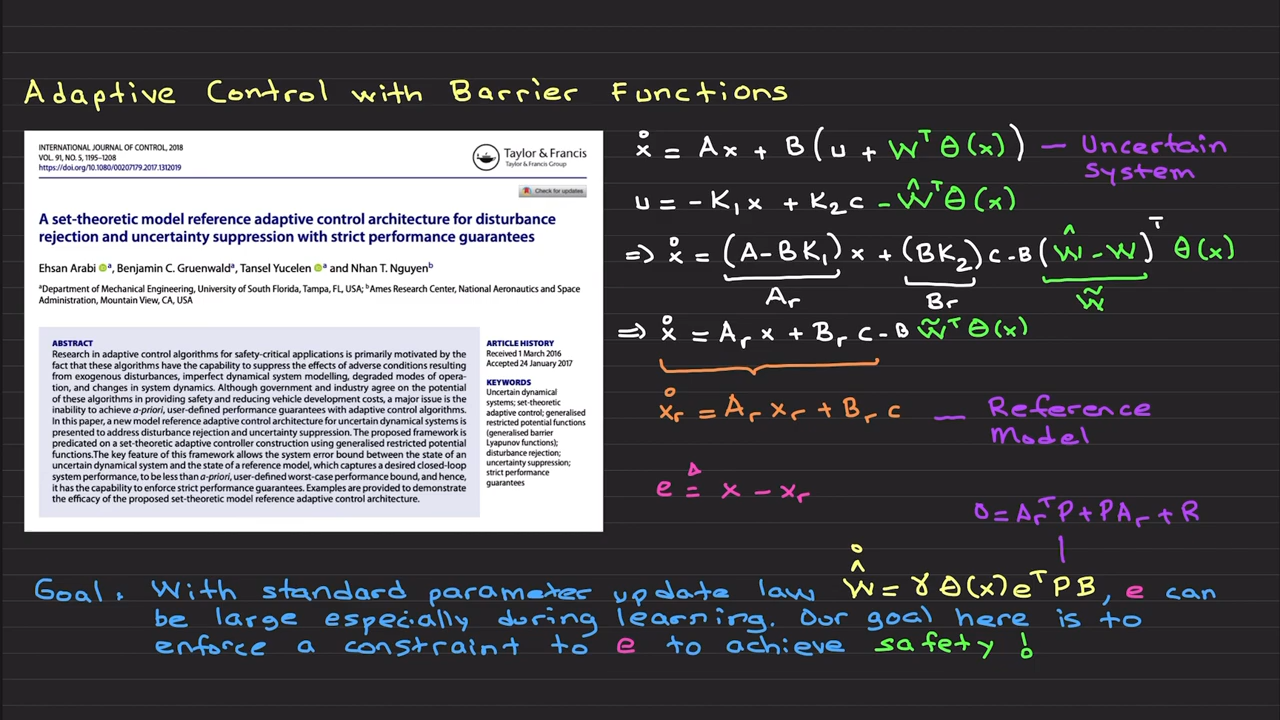 Adaptive Control with Barrier Functions
INTERNATIONAL JOURNAL OF CONTROL, 2018
VOL. 91, NO. 5, 1195–1208
https://doi.org/10.1080/00207179.2017.1312019
Taylor & Francis
Taylor & Francis Group
Check for updates
A set-theoretic model reference adaptive control architecture for disturbance
rejection and uncertainty suppression with strict performance guarantees
Ehsan Arabi ᵃ, Benjamin C. Gruenwaldᵃ, Tansel Yucelen ᵃ and Nhan T. Nguyenᵇ
ᵃDepartment of Mechanical Engineering, University of South Florida, Tampa, FL, USA; ᵇAmes Research Center, National Aeronautics and Space
Administration, Mountain View, CA, USA
ABSTRACT
Research in adaptive control algorithms for safety-critical applications is primarily motivated by the
fact that these algorithms have the capability to suppress the effects of adverse conditions resulting
from exogenous disturbances, imperfect dynamical system modelling, degraded modes of opera-
tion, and changes in system dynamics. Although government and industry agree on the potential
of these algorithms in providing safety and reducing vehicle development costs, a major issue is the
inability to achieve a-priori, user-defined performance guarantees with adaptive control algorithms.
In this paper, a new model reference adaptive control architecture for uncertain dynamical systems is
presented to address disturbance rejection and uncertainty suppression. The proposed framework is
predicated on a set-theoretic adaptive controller construction using generalised restricted potential
functions.The key feature of this framework allows the system error bound between the state of an
uncertain dynamical system and the state of a reference model, which captures a desired closed-loop
system performance, to be less than a-priori, user-defined worst-case performance bound, and hence,
it has the capability to enforce strict performance guarantees. Examples are provided to demonstrate
the efficacy of the proposed set-theoretic model reference adaptive control architecture.
ARTICLE HISTORY
Received 1 March 2016
Accepted 24 January 2017
KEYWORDS
Uncertain dynamical
systems; set-theoretic
adaptive control; generalised
restricted potential functions
(generalised barrier
Lyapunov functions);
disturbance rejection;
uncertainty suppression;
strict performance
guarantees
ẋ = Ax + B(u + Wᵀθ(x)) — Uncertain
System
u = -K₁x + K₂c - Ŵᵀθ(x)
⇒ ẋ = (A-BK₁)x + (BK₂)c - B(Ŵ - W)ᵀ θ(x)
Aᵣ Bᵣ W̃
⇒ ẋ = Aᵣ x + Bᵣ c - B W̃ᵀ θ(x)
ẋᵣ = Aᵣ xᵣ + Bᵣ c — Reference
Model
e ≜ x - xᵣ
0 = AᵣᵀP + PAᵣ + R
Goal. With standard parameter update law Ŵ̇ = γ θ(x)eᵀPB, e can
be large especially during learning. Our goal here is to
enforce a constraint to e to achieve safety!